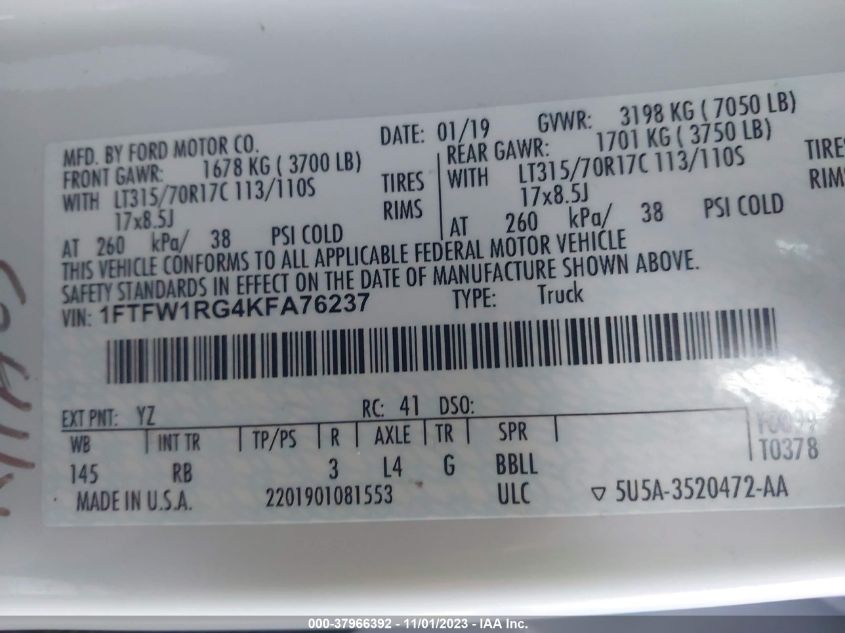 MFD. BY FORD MOTOR CO.
DATE: 01/19 GVWR: 3198 KG ( 7050 LB)
FRONT GAWR: 1678 KG ( 3700 LB)
REAR GAWR: 1701 KG ( 3750 LB)
WITH LT315/70R17C 113/110S TIRES
WITH LT315/70R17C 113/110S TIRE
17x8.5J RIMS
17x8.5J RIM
AT 260 kPa/ 38 PSI COLD
AT 260 kPa/ 38 PSI COLD
THIS VEHICLE CONFORMS TO ALL APPLICABLE FEDERAL MOTOR VEHICLE
SAFETY STANDARDS IN EFFECT ON THE DATE OF MANUFACTURE SHOWN ABOVE.
VIN: 1FTFW1RG4KFA76237 TYPE: Truck
EXT PNT: YZ RC: 41 DSO:
WB INT TR TP/PS R AXLE TR SPR
T0378
145 RB 3 L4 G BBLL
MADE IN U.S.A. 2201901081553 ULC ▽ 5U5A-3520472-AA
000-37966392 - 11/01/2023 - IAA Inc.